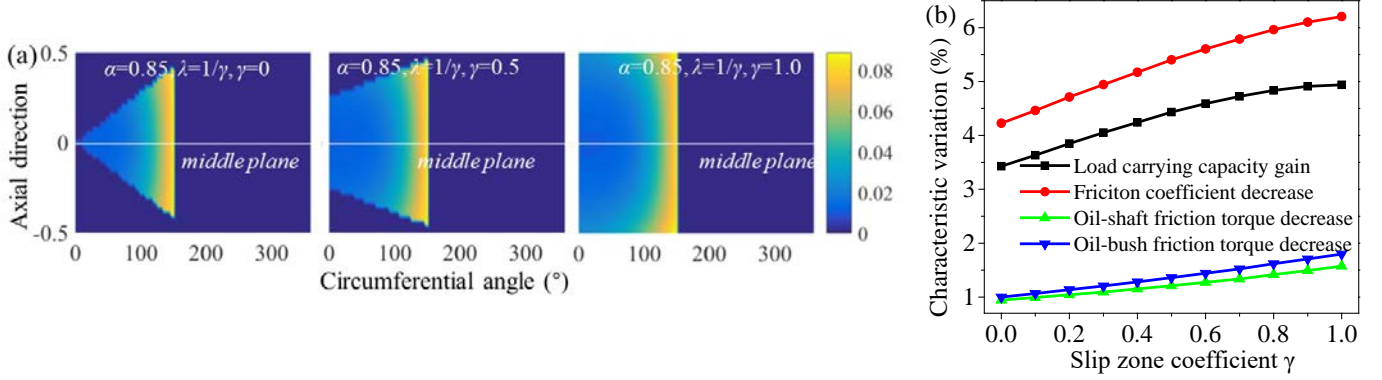 (a)
α=0.85, λ=1/γ, γ=0
α=0.85, λ=1/γ, γ=0.5
α=0.85, λ=1/γ, γ=1.0
0.5
0
-0.5
Axial direction
middle plane
middle plane
middle plane
0 100 200 300
0 100 200 300
0 100 200 300
Circumferential angle (°)
0.08
0.06
0.04
0.02
0
(b)
6
5
4
3
2
1
Characteristic variation (%)
Load carrying capacity gain
Friciton coefficient decrease
Oil-shaft friction torque decrease
Oil-bush friction torque decrease
0.0 0.2 0.4 0.6 0.8 1.0
Slip zone coefficient γ